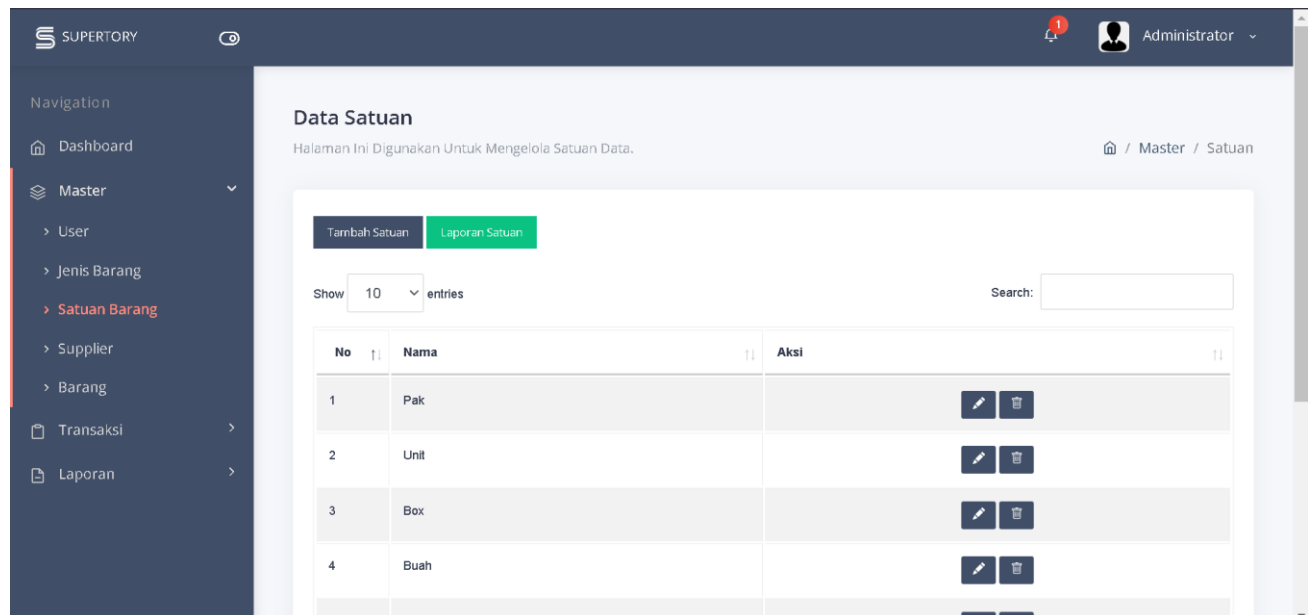 SUPERTORY
1
Administrator
Navigation
Dashboard
Master
User
Jenis Barang
Satuan Barang
Supplier
Barang
Transaksi
Laporan
Data Satuan
Halaman Ini Digunakan Untuk Mengelola Satuan Data.
/ Master / Satuan
Tambah Satuan Laporan Satuan
Show 10 entries Search:
No Nama Aksi
1 Pak
2 Unit
3 Box
4 Buah